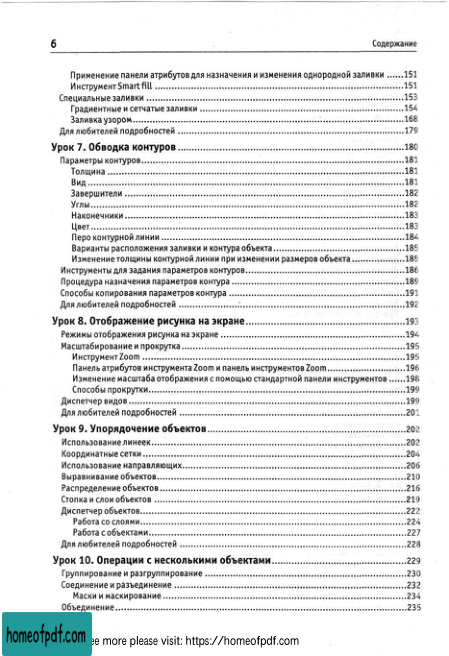 6 Содержание
Применение панели атрибутов для назначения и изменения однородной заливки ......151
Инструмент Smart fill ......151
Специальные заливки ......153
Градиентные и сетчатые заливки ......154
Заливка узором......168
Для любителей подробностей ......179
Урок 7. Обводка контуров......180
Параметры контуров......181
Толщина ......181
Вид ......181
Завершители ......182
Углы......182
Наконечники......183
Цвет......183
Перо контурной линии ......184
Варианты расположения заливки и контура объекта......185
Изменение толщины контурной линии при изменении размеров объекта ......185
Инструменты для задания параметров контуров......186
Процедура назначения параметров контура ......189
Способы копирования параметров контура ......191
Для любителей подробностей ......192
Урок 8. Отображение рисунка на экране......193
Режимы отображения рисунка на экране ......194
Масштабирование и прокрутка......195
Инструмент Zoom ......195
Панель атрибутов инструмента Zoom и панель инструментов Zoom......196
Изменение масштаба отображения с помощью стандартной панели инструментов ......198
Способы прокрутки......199
Диспетчер видов ......199
Для любителей подробностей ......201
Урок 9. Упорядочение объектов......202
Использование линеек......202
Координатные сетки ......204
Использование направляющих......206
Выравнивание объектов......210
Распределение объектов ......216
Стопка и слои объектов ......219
Диспетчер объектов......222
Работа со слоями......224
Работа с объектами......227
Для любителей подробностей ......228
Урок 10. Операции с несколькими объектами......229
Группирование и разгруппирование ......230
Соединение и разъединение ......232
Маски и маскирование ......234
Объединение......235
homeofpdf.com ee more please visit: https://homeofpdf.com